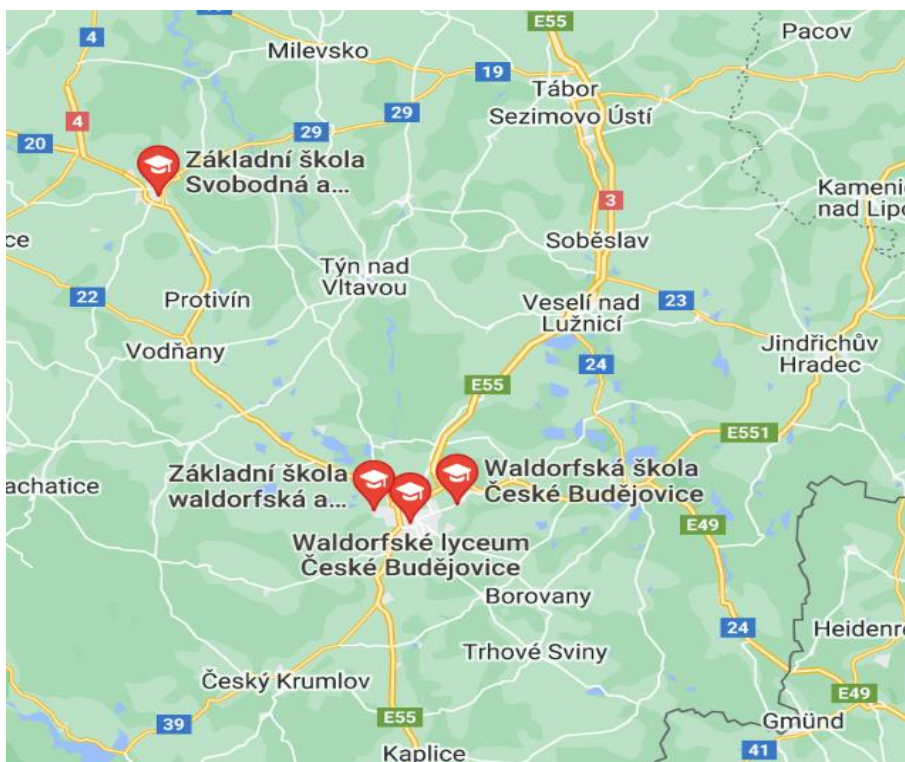 E55
4
Pacov
Milevsko
19
Tábor
Sezimovo Ústí
4
29
20
29
Základní škola
Svobodná a...
Kamenic
nad Lipo
3
ce
Soběslav
Týn nad
Vltavou
22
Protivín
23
Veselí nad
Lužnicí
Vodňany
Jindřichův
Hradec
24
E55
E551
achatice
Základní škola
waldorfská a...
Waldorfská škola
České Budějovice
E49
Waldorfské lyceum
České Budějovice
Borovany
24
Heidenre
Trhové Sviny
Český Krumlov
E49
39
E55
Gmünd
Kaplice
41